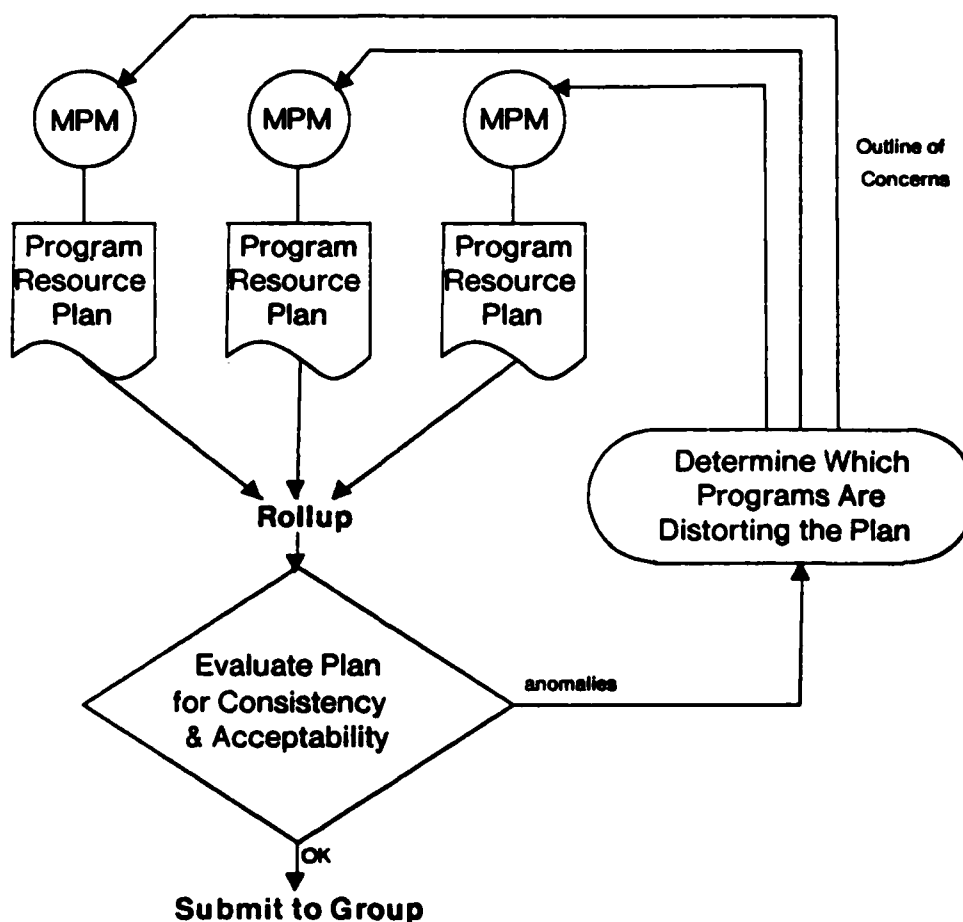 MPM
MPM
MPM
Outline of
Concerns
Program
Resource
Plan
Program
Resource
Plan
Program
Resource
Plan
Determine Which
Programs Are
Distorting the Plan
Rollup
Evaluate Plan
for Consistency
& Acceptability
anomalies
OK
Submit to Group